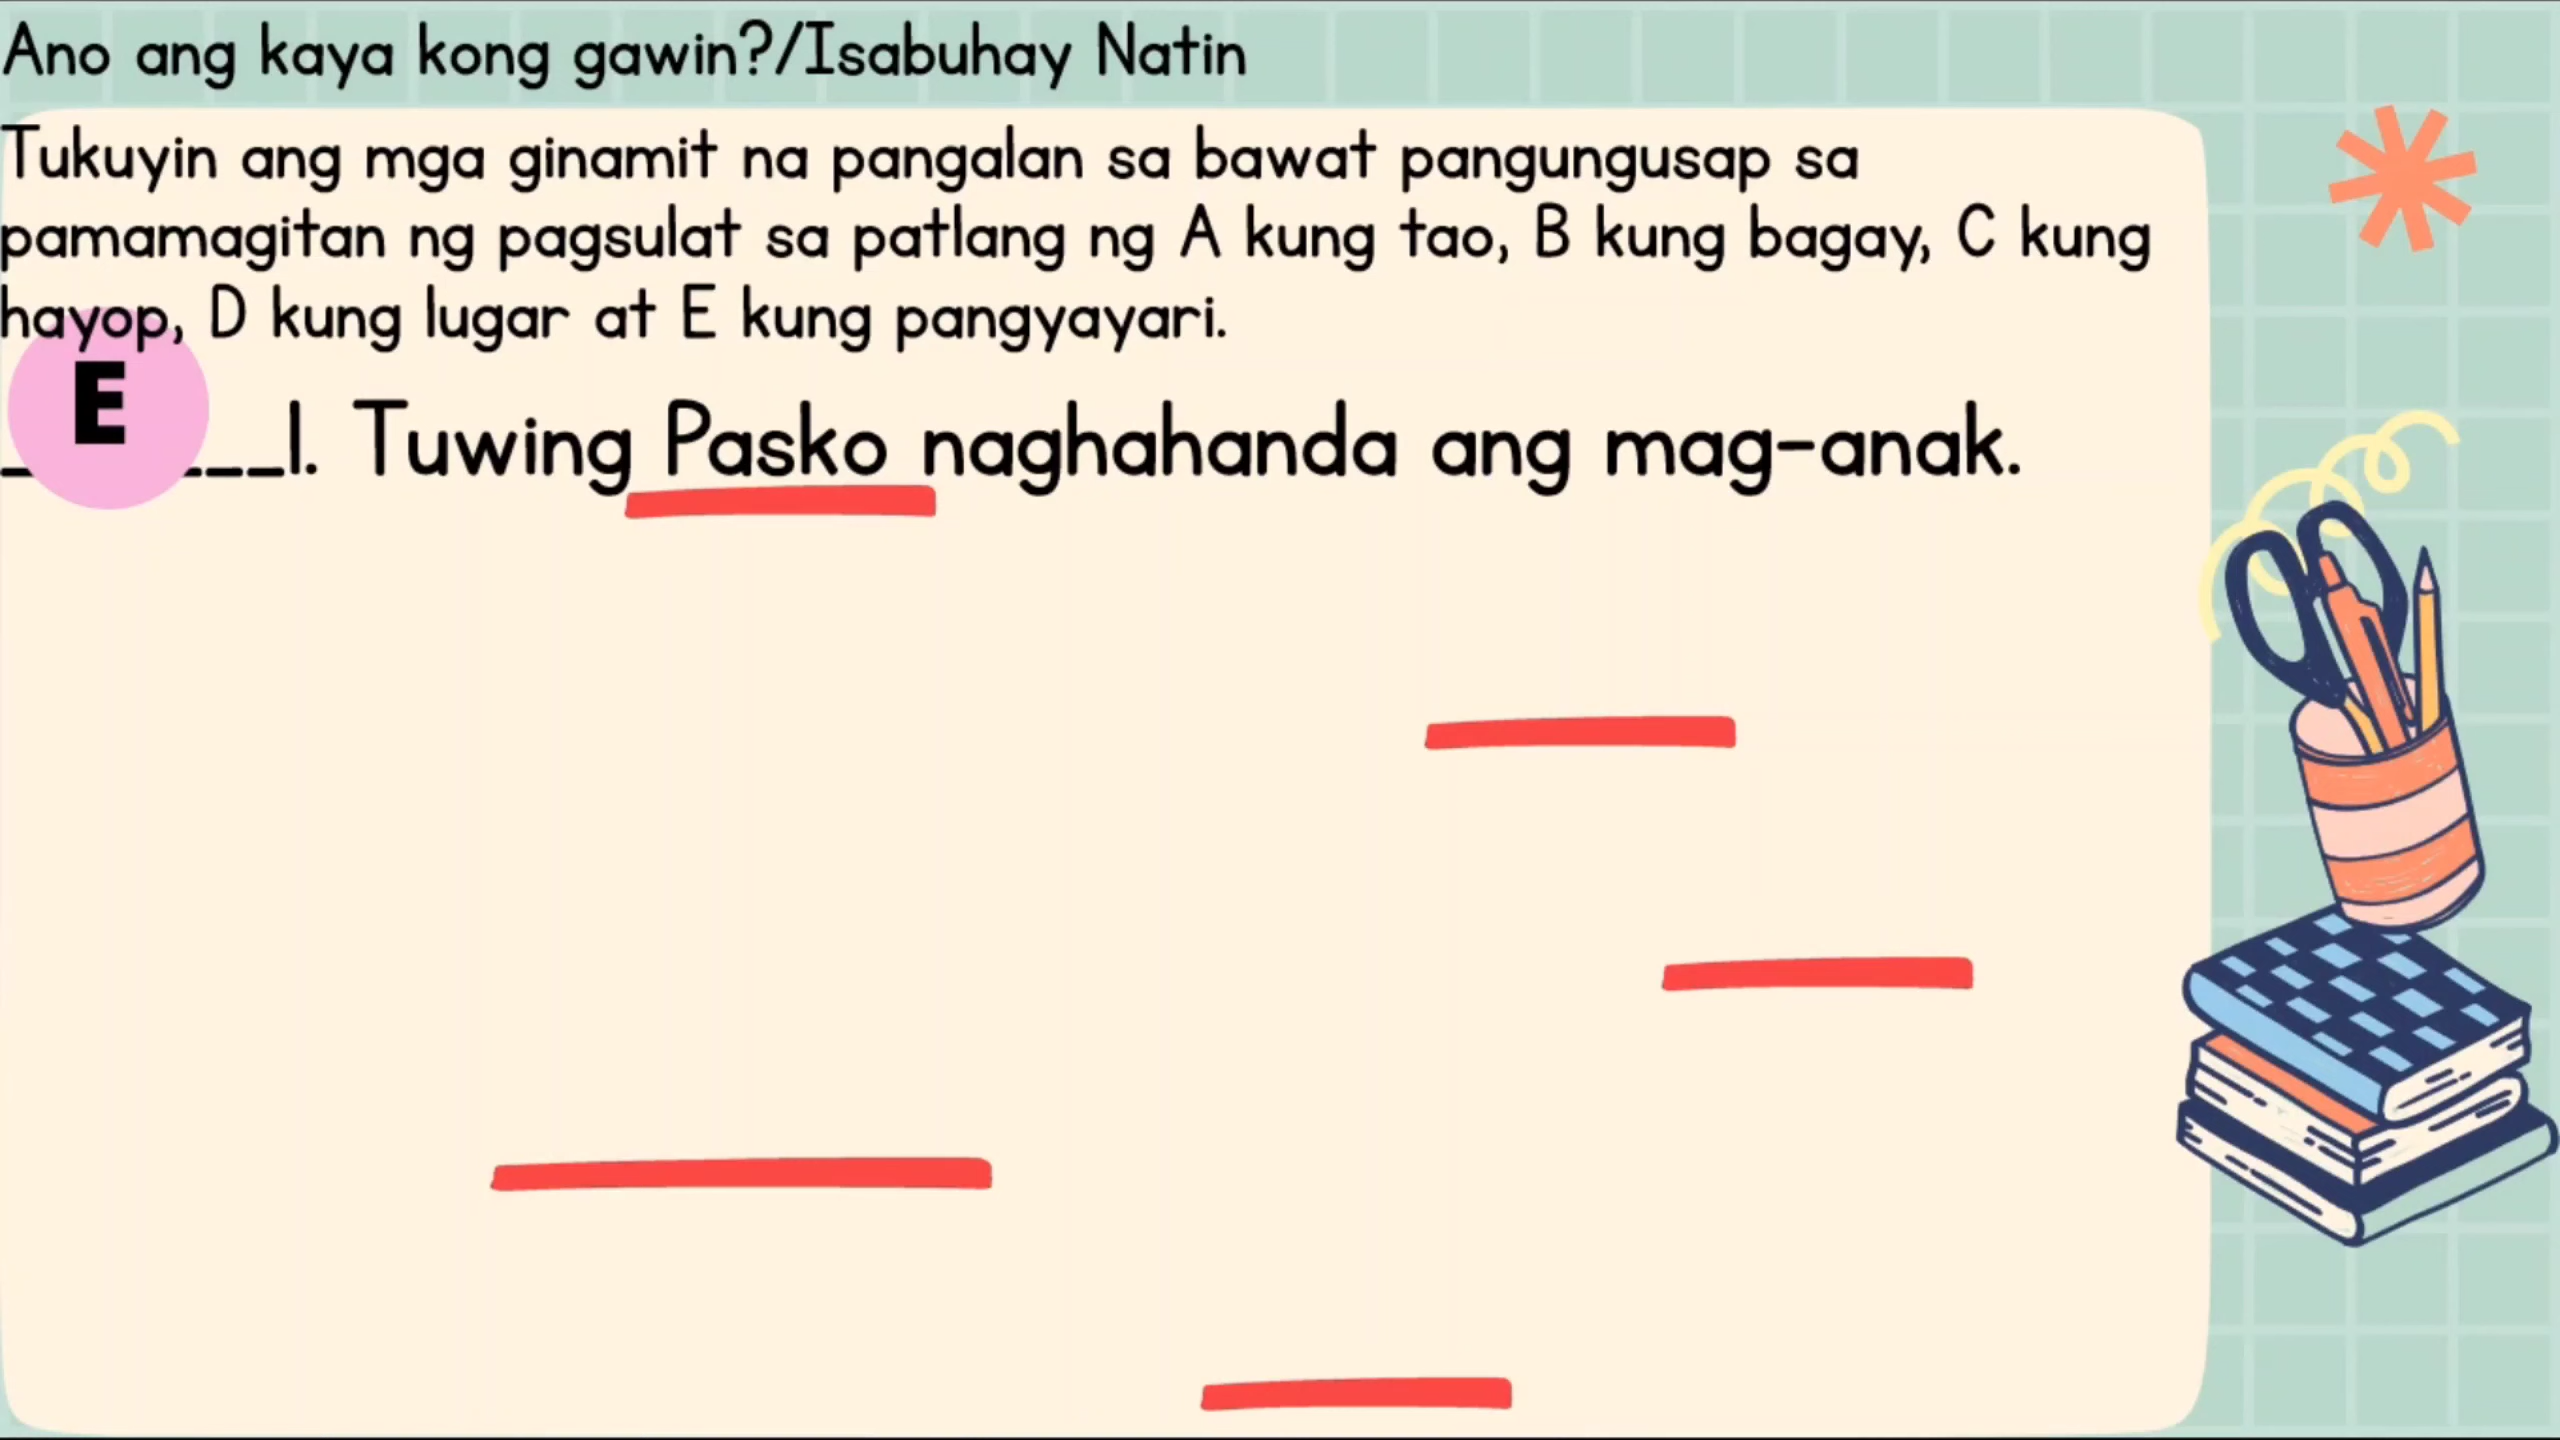 Ano ang kaya kong gawin?/Isabuhay Natin
Tukuyin ang mga ginamit na pangalan sa bawat pangungusap sa
pamamagitan ng pagsulat sa patlang ng A kung tao, B kung bagay, C kung
hayop, D kung lugar at E kung pangyayari.
E
____1. Tuwing Pasko naghahanda ang mag-anak.